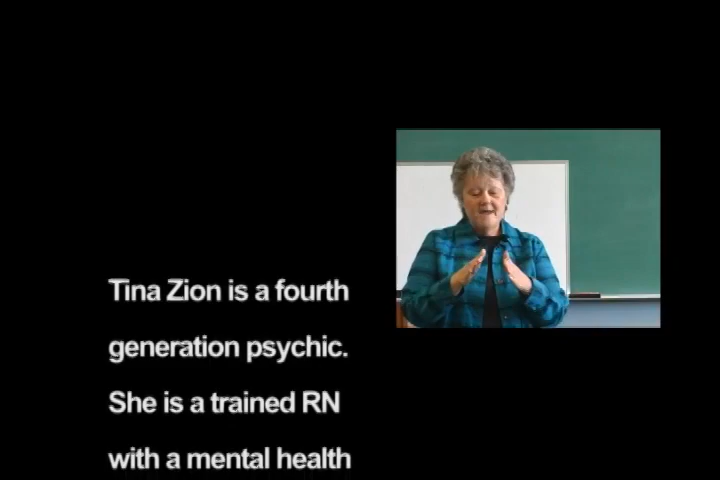 Tina Zion is a fourth
generation psychic.
She is a trained RN
with a mental health